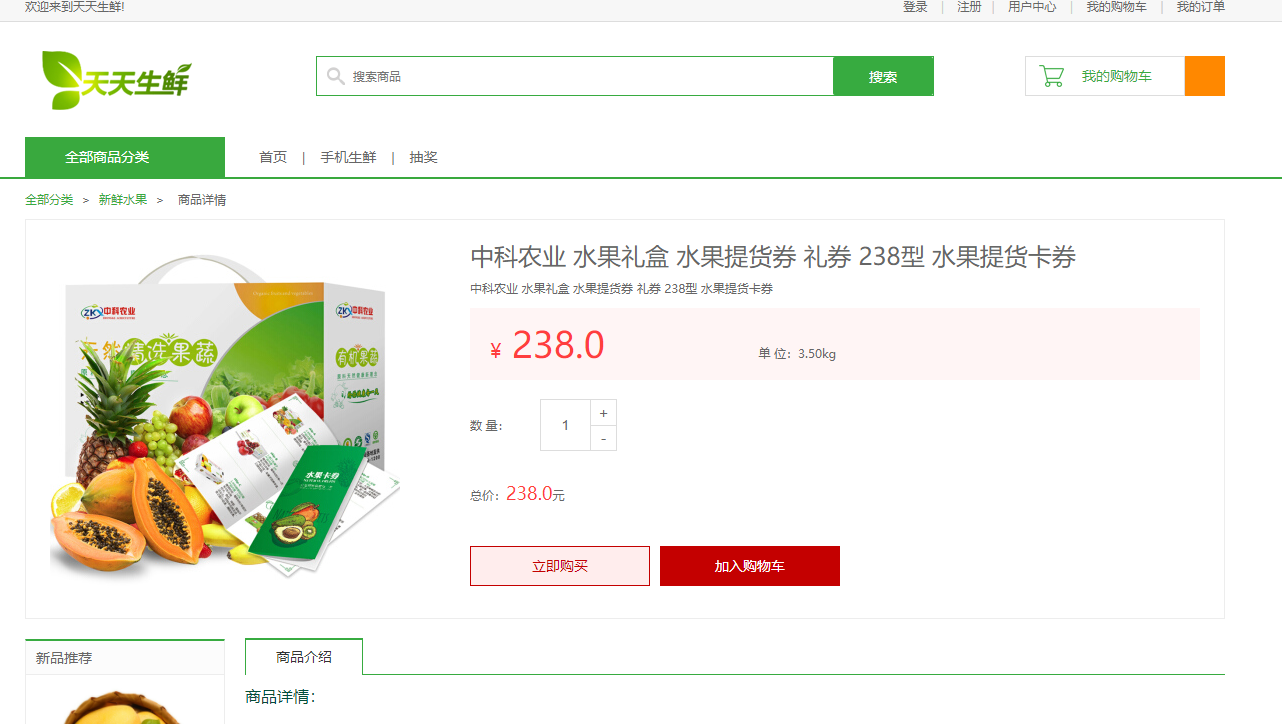 欢迎来到天天生鲜!
登录 | 注册 | 用户中心 | 我的购物车 | 我的订单
天天生鲜
搜索商品
搜索
我的购物车
全部商品分类
首页 | 手机生鲜 | 抽奖
全部分类 > 新鲜水果 > 商品详情
ZK 中科农业
ZK 中科农业
天然精选果蔬
有机果蔬
水果卡券
中科农业 水果礼盒 水果提货券 礼券 238型 水果提货卡券
中科农业 水果礼盒 水果提货券 礼券 238型 水果提货卡券
¥ 238.0
单 位：3.50kg
数 量：
1
+
-
总价：238.0元
立即购买
加入购物车
新品推荐
商品介绍
商品详情：